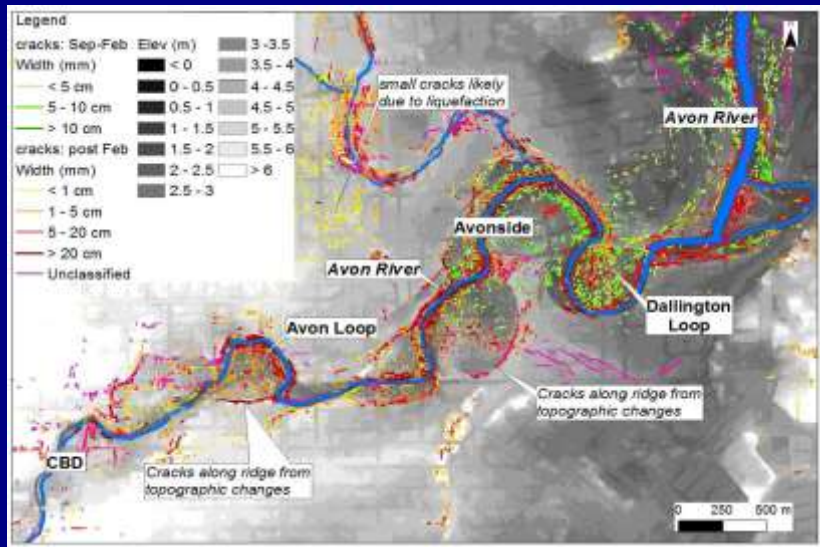 Legend
cracks: Sep-Feb
Width (mm)
< 5 cm
5 - 10 cm
> 10 cm
cracks: post Feb
Width (mm)
< 1 cm
1 - 5 cm
5 - 20 cm
> 20 cm
Unclassified
Elev (m)
< 0
0 - 0.5
0.5 - 1
1 - 1.5
1.5 - 2
2 - 2.5
2.5 - 3
3 - 3.5
3.5 - 4
4 - 4.5
4.5 - 5
5 - 5.5
5.5 - 6
> 6
small cracks likely
due to liquefaction
Avon River
Avonside
Avon River
Dallington
Loop
Avon Loop
Cracks along ridge from
topographic changes
CBD
Cracks along ridge from
topographic changes
0 250 500 m